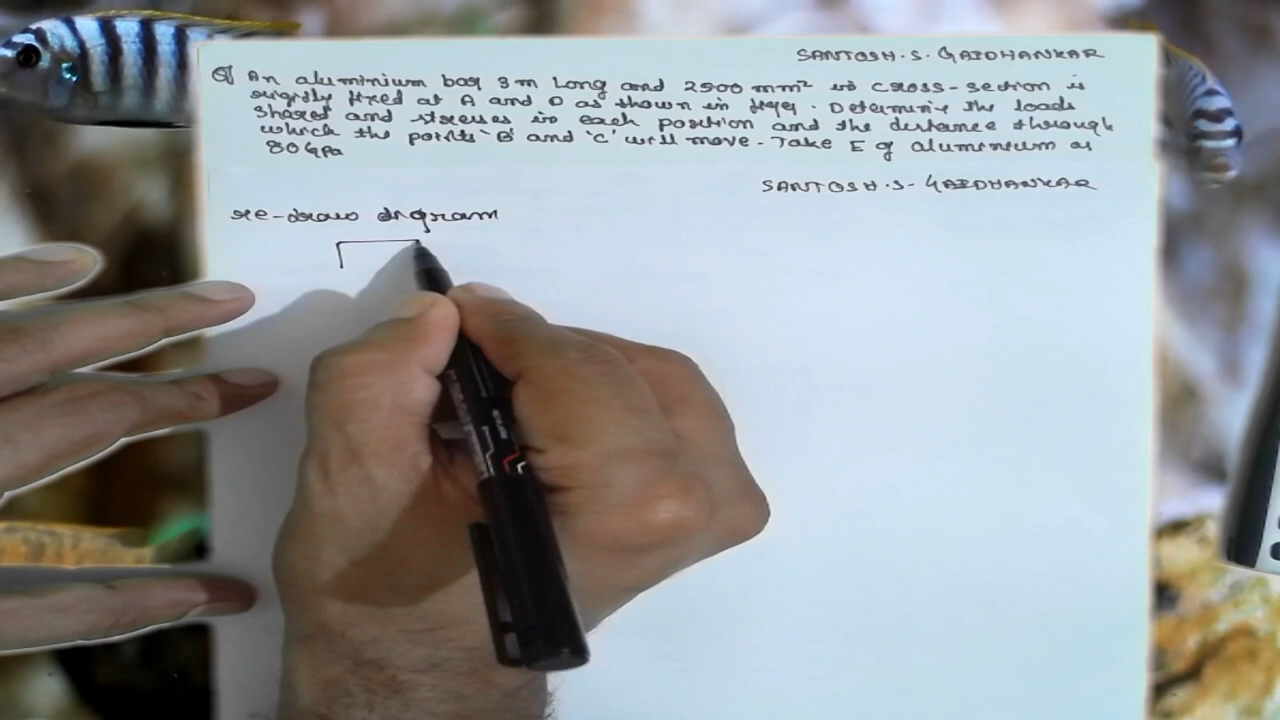 SANTOSH.S. GAIDHANKAR
Q] An aluminium bar 3m Long and 2500 mm² in cross-section is
rigidly fixed at A and D as shown in fig. Determine the loads
shared and stresses in each portion and the distance through
which the points 'B' and 'C' will move. Take E of aluminium as
80 GPa
SANTOSH.S. GAIDHANKAR
re-draw digram